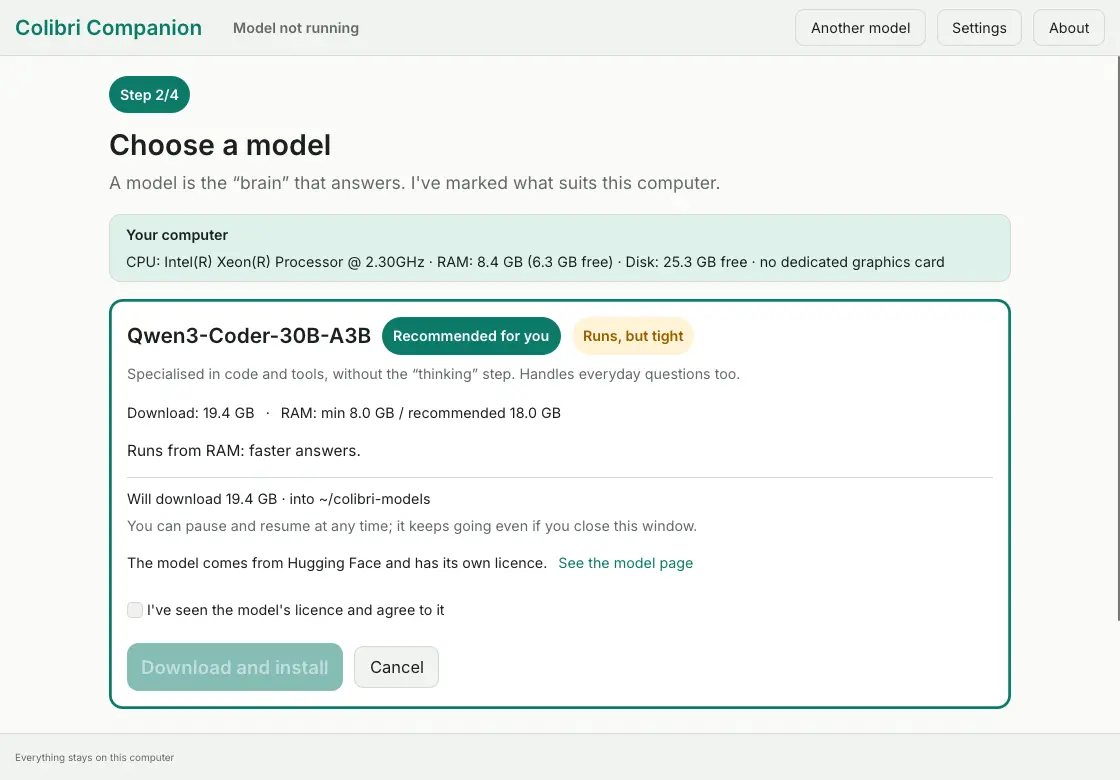 Colibri Companion
Model not running
Another model
Settings
About
Step 2/4
Choose a model
A model is the “brain” that answers. I've marked what suits this computer.
Your computer
CPU: Intel(R) Xeon(R) Processor @ 2.30GHz · RAM: 8.4 GB (6.3 GB free) · Disk: 25.3 GB free · no dedicated graphics card
Qwen3-Coder-30B-A3B
Recommended for you
Runs, but tight
Specialised in code and tools, without the “thinking” step. Handles everyday questions too.
Download: 19.4 GB · RAM: min 8.0 GB / recommended 18.0 GB
Runs from RAM: faster answers.
Will download 19.4 GB · into ~/colibri-models
You can pause and resume at any time; it keeps going even if you close this window.
The model comes from Hugging Face and has its own licence. See the model page
I've seen the model's licence and agree to it
Download and install
Cancel
Everything stays on this computer